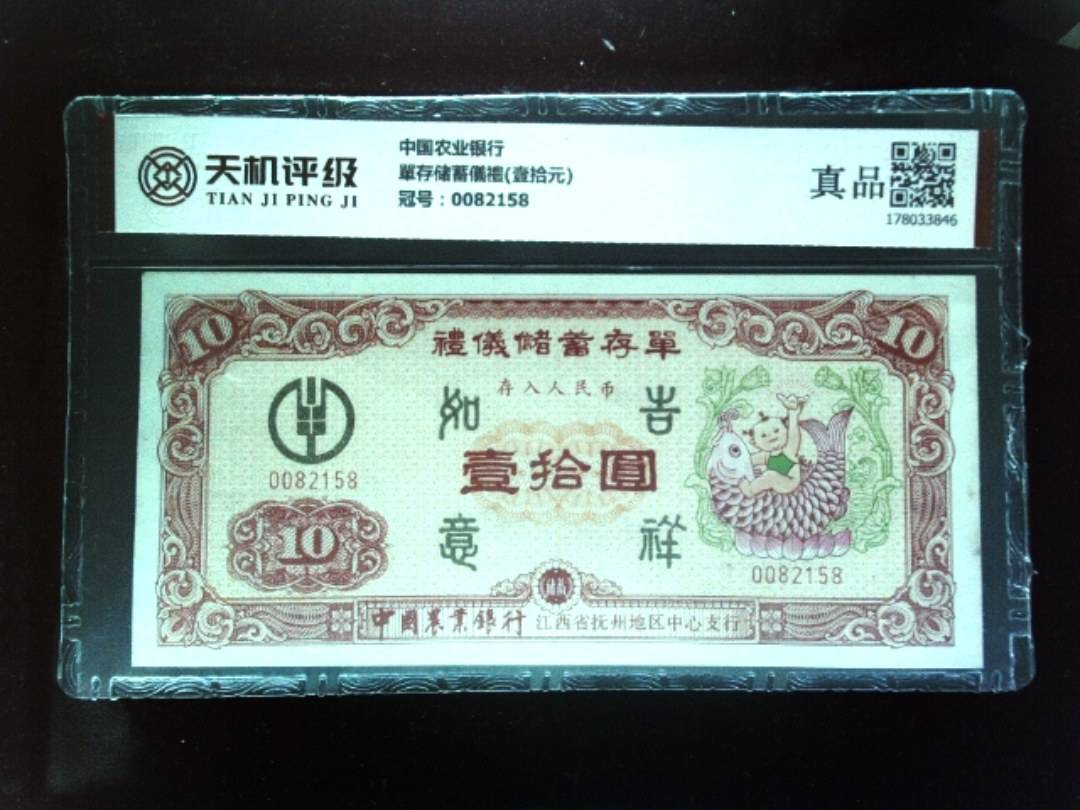 天机评级
TIAN JI PING JI
中国农业银行
單存储蓄儀禮(壹拾元)
冠号：0082158
真品
178033846
10
10
禮儀儲蓄存單
存入人民币
如 吉
壹拾圓
意 祥
0082158
10
0082158
中國農業銀行 江西省抚州地区中心支行